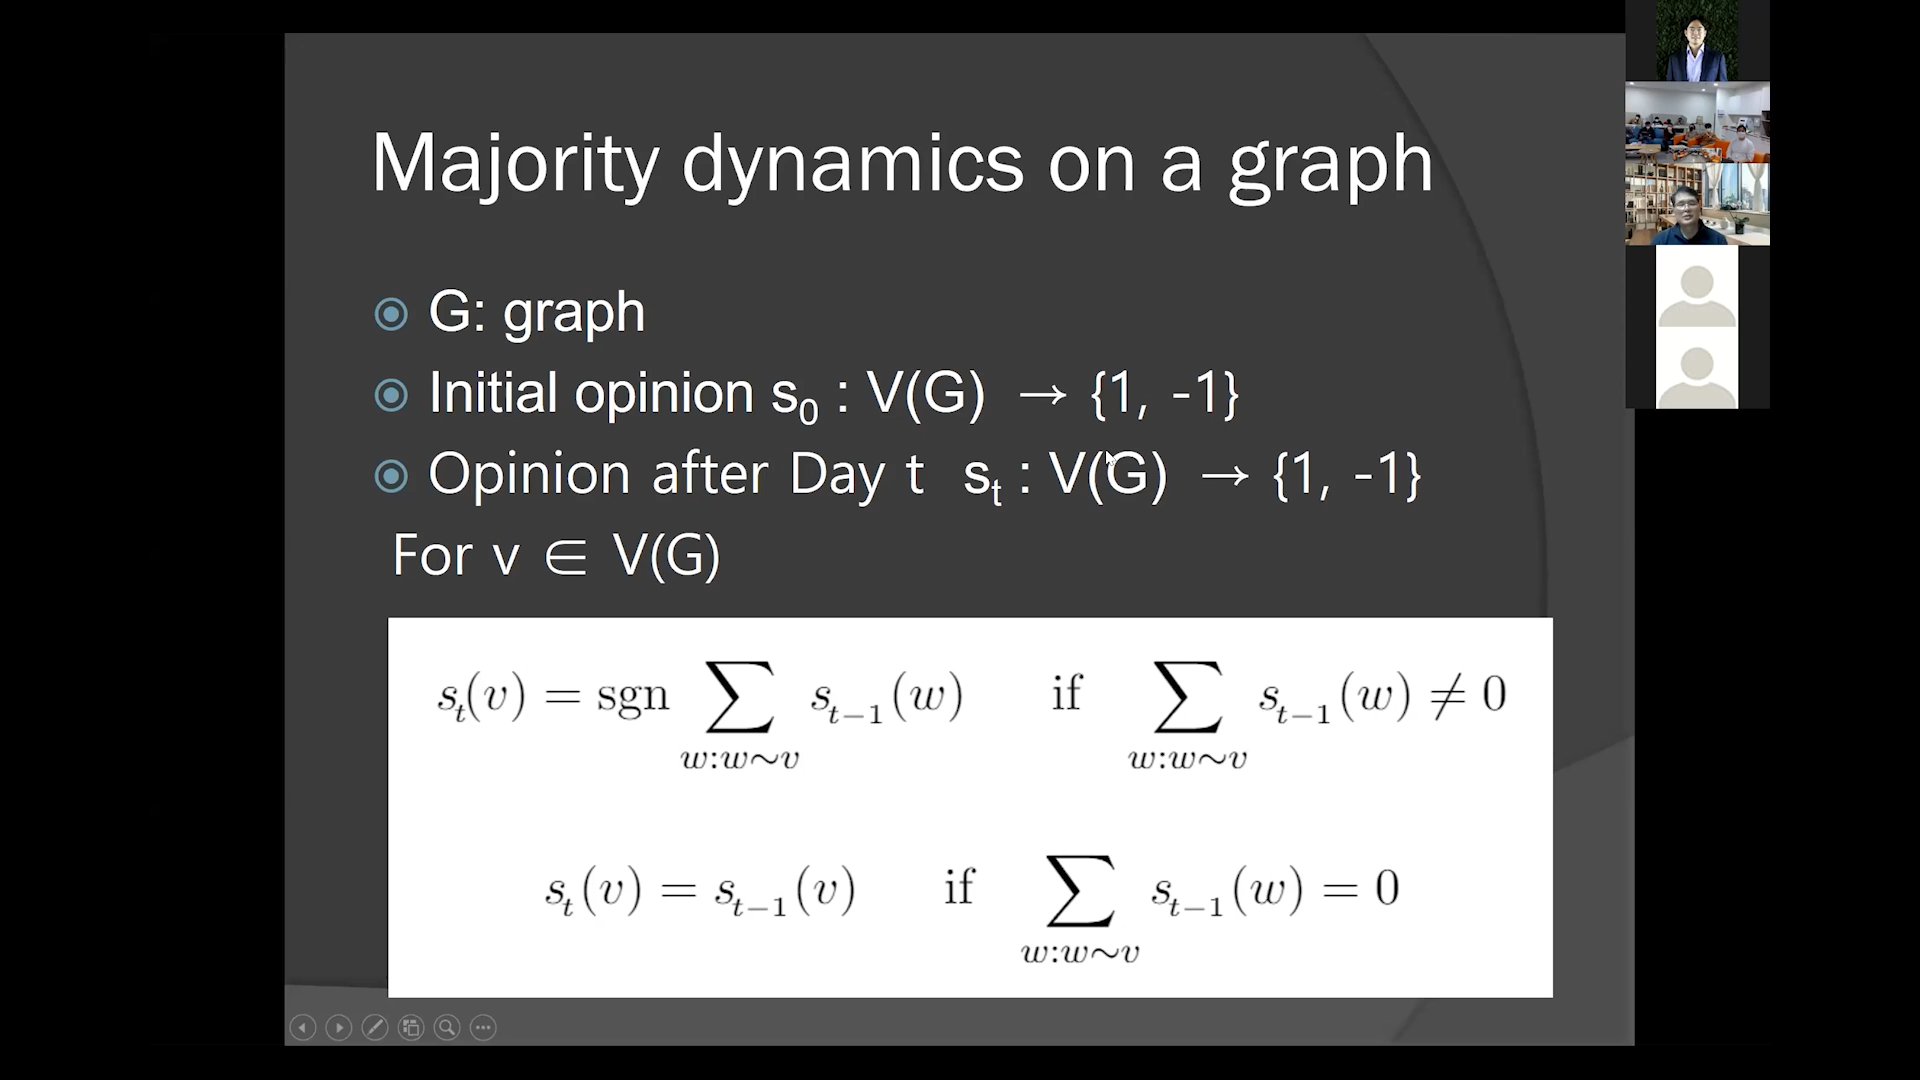 Majority dynamics on a graph
G: graph
Initial opinion s₀ : V(G) → {1, -1}
Opinion after Day t sₜ : V(G) → {1, -1}
For v ∈ V(G)
sₜ(v) = sgn ∑_{w:w∼v} sₜ₋₁(w) if ∑_{w:w∼v} sₜ₋₁(w) ≠ 0
sₜ(v) = sₜ₋₁(v) if ∑_{w:w∼v} sₜ₋₁(w) = 0